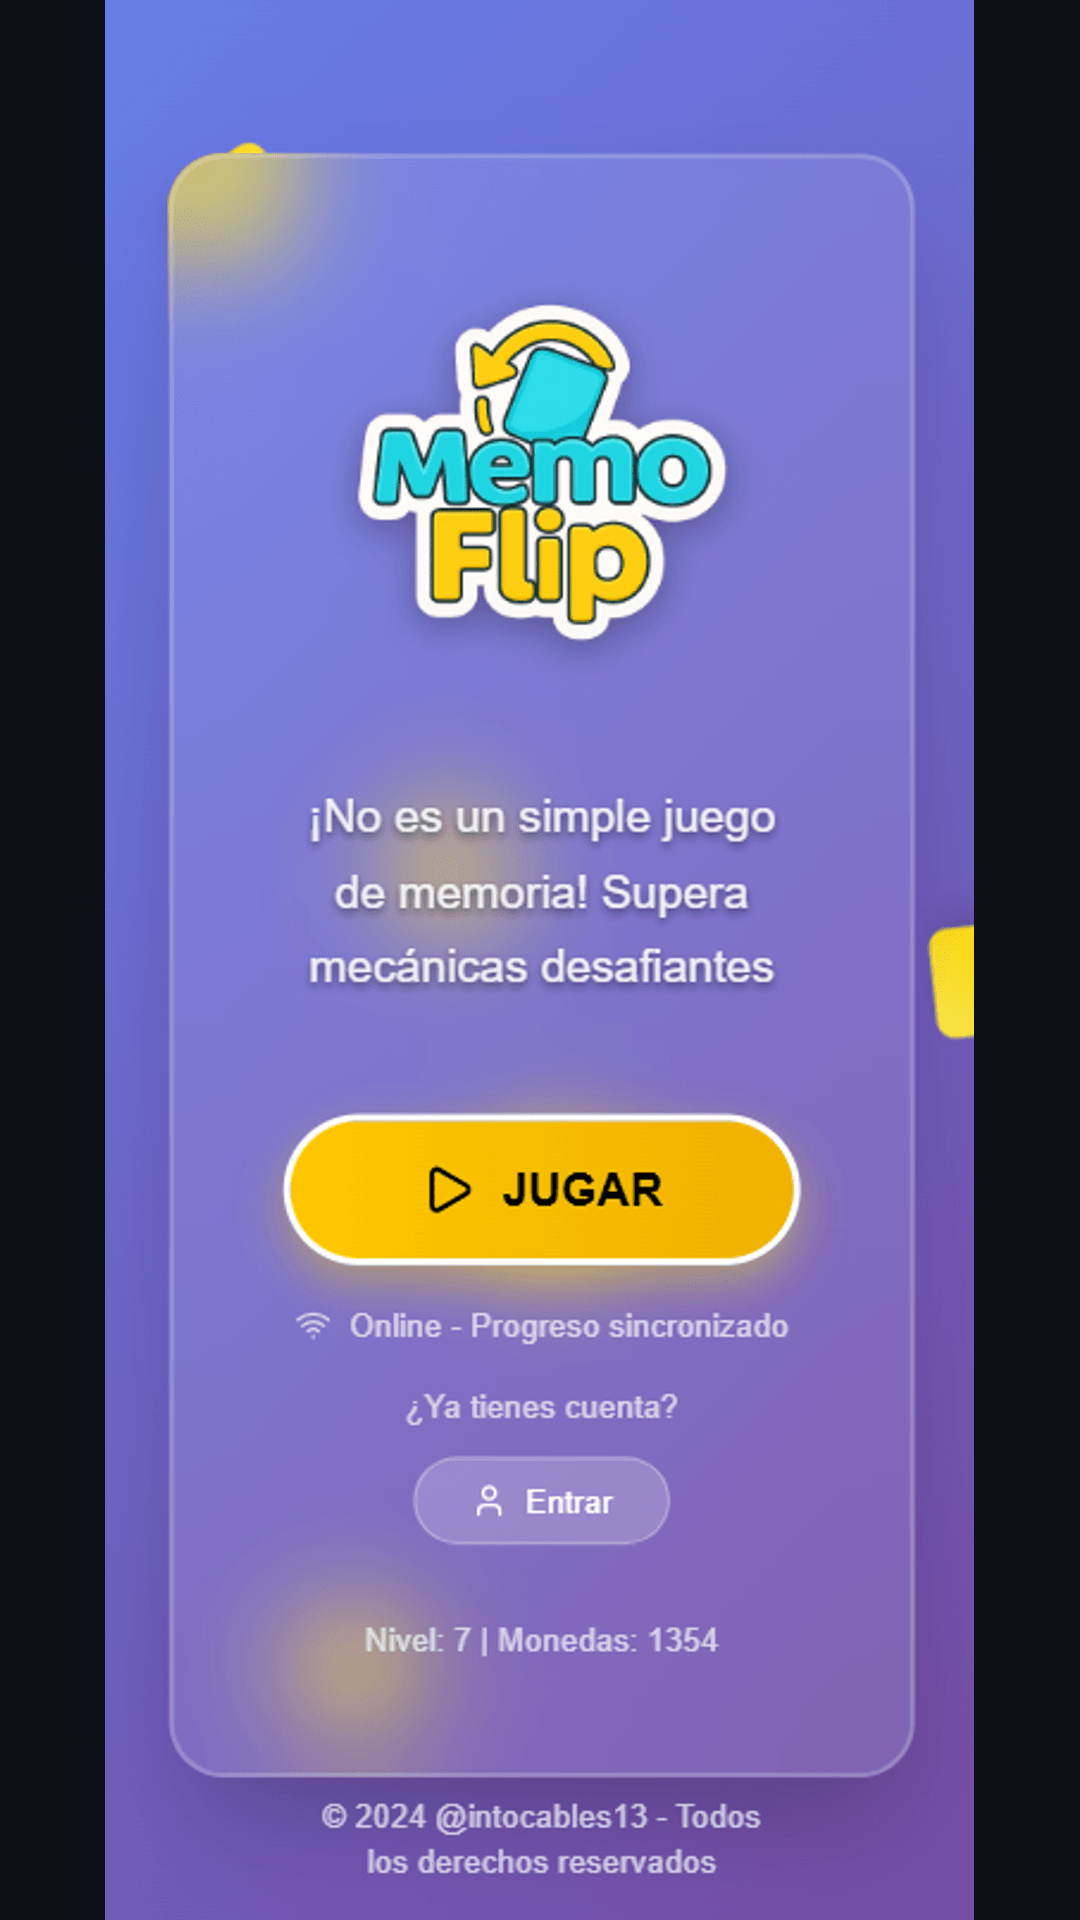 Memo
Flip
¡No es un simple juego
de memoria! Supera
mecánicas desafiantes
JUGAR
Online - Progreso sincronizado
¿Ya tienes cuenta?
Entrar
Nivel: 7 | Monedas: 1354
© 2024 @intocables13 - Todos
los derechos reservados